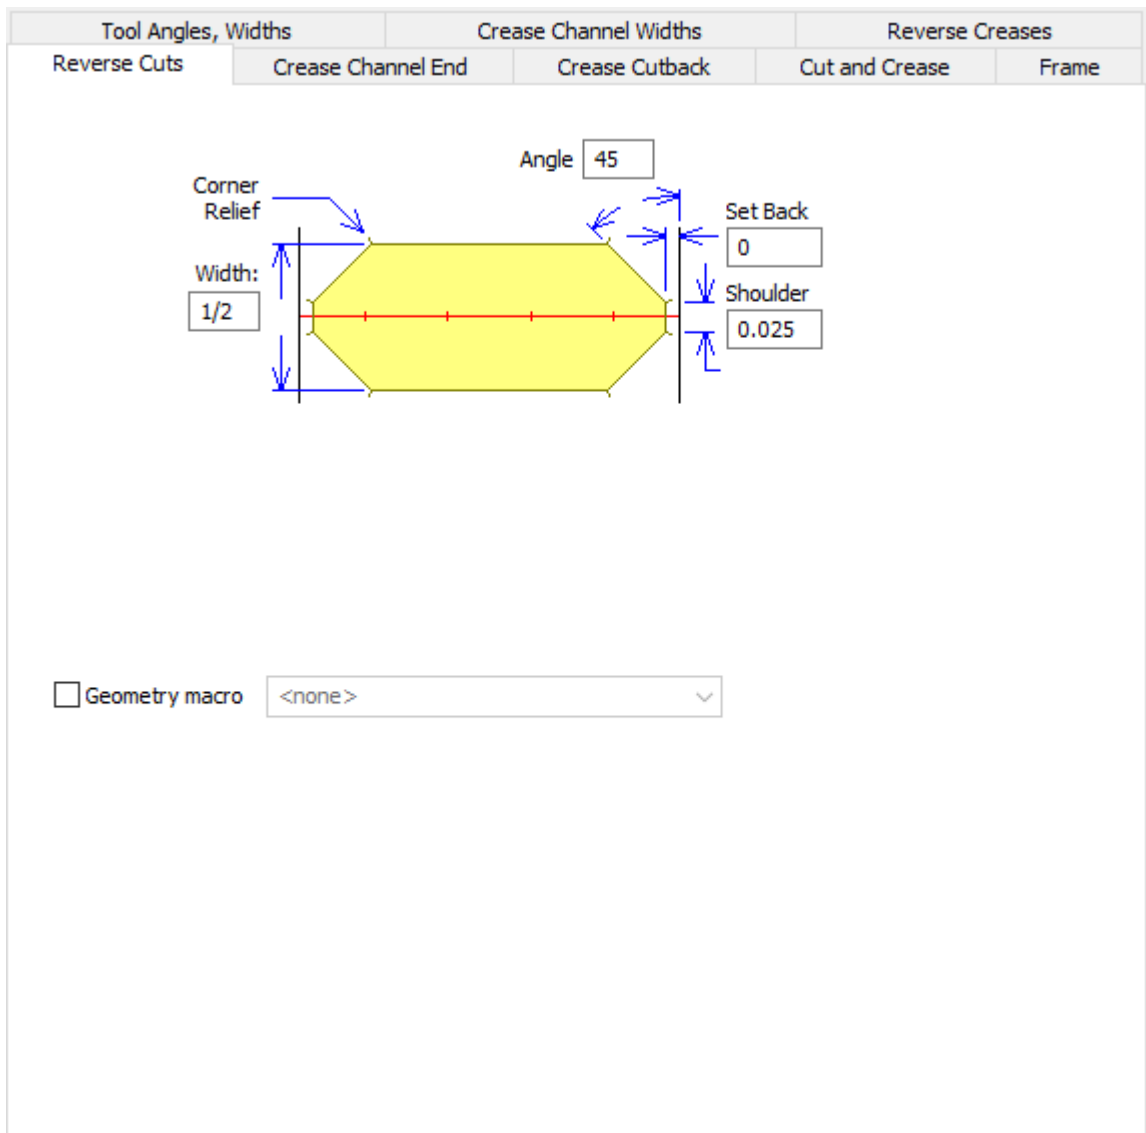 Tool Angles, Widths
Crease Channel Widths
Reverse Creases
Reverse Cuts
Crease Channel End
Crease Cutback
Cut and Crease
Frame
Angle 45
Corner
Relief
Set Back
0
Width:
1/2
Shoulder
0.025
Geometry macro
<none>